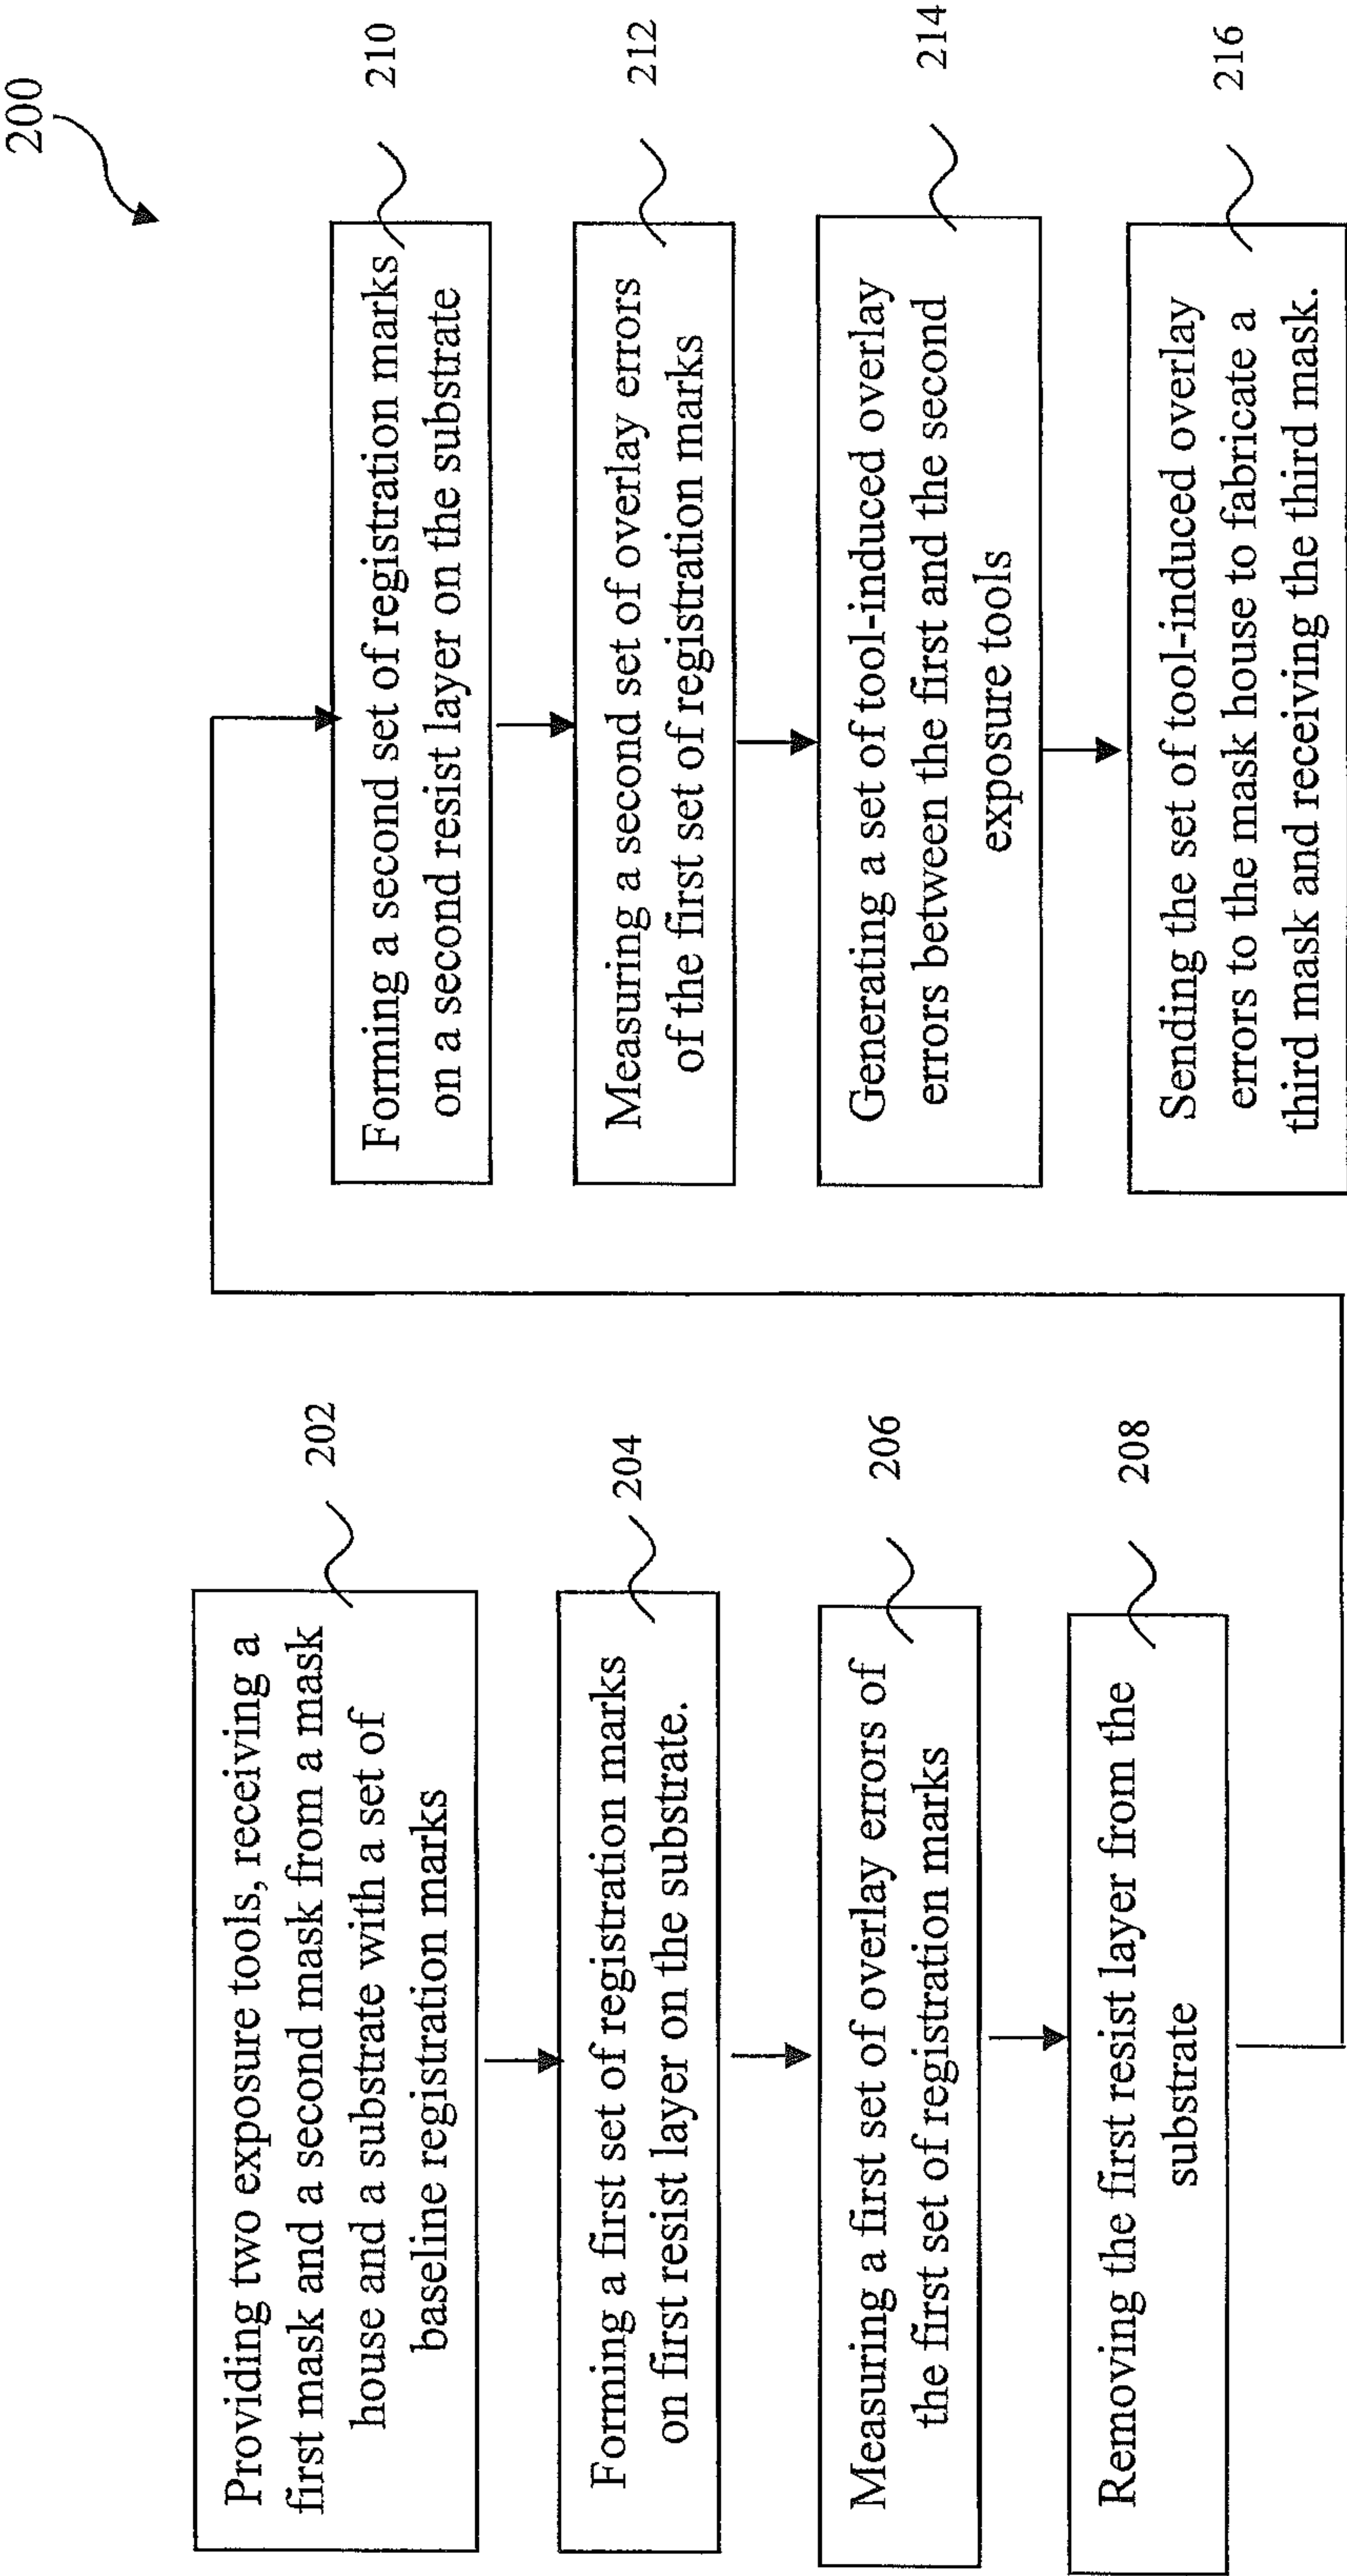 200
Providing two exposure tools, receiving a
first mask and a second mask from a mask
house and a substrate with a set of
baseline registration marks
202
Forming a first set of registration marks
on first resist layer on the substrate.
204
Measuring a first set of overlay errors of
the first set of registration marks
206
Removing the first resist layer from the
substrate
208
Forming a second set of registration marks
on a second resist layer on the substrate
210
Measuring a second set of overlay errors
of the first set of registration marks
212
Generating a set of tool-induced overlay
errors between the first and the second
exposure tools
214
Sending the set of tool-induced overlay
errors to the mask house to fabricate a
third mask and receiving the third mask.
216